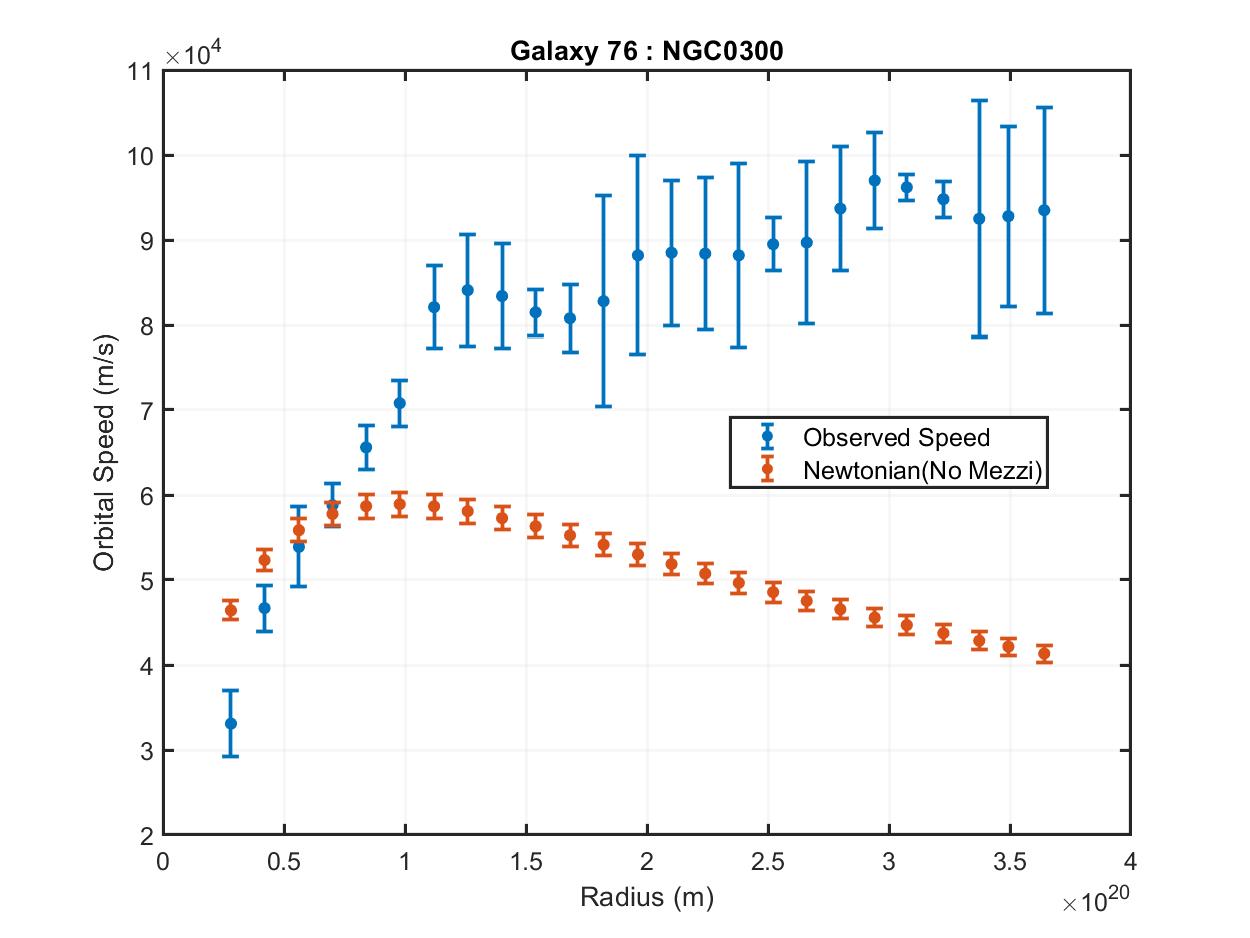 Galaxy 76 : NGC0300
×10⁴
11
10
9
8
7
6
5
4
3
2
Orbital Speed (m/s)
Observed Speed
Newtonian(No Mezzi)
0 0.5 1 1.5 2 2.5 3 3.5 4
Radius (m)
×10²⁰